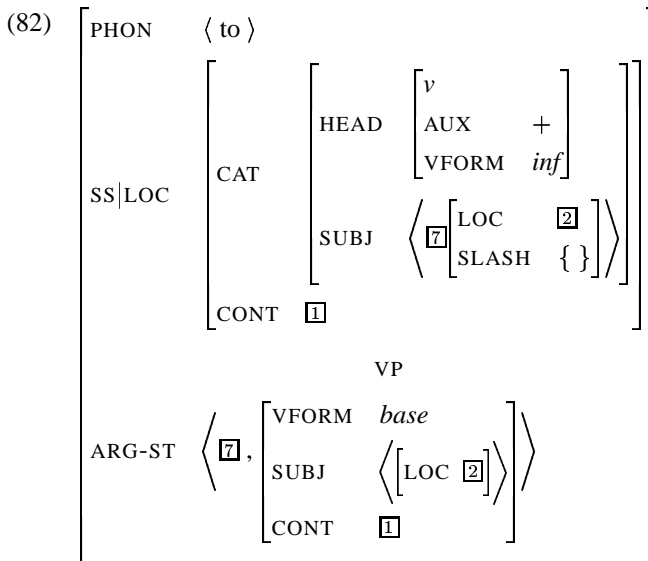 (82)
PHON ⟨ to ⟩
v
HEAD AUX +
VFORM inf
CAT
SS|LOC
SUBJ ⟨ 7 LOC 2 ⟩
SLASH { }
CONT 1
VP
VFORM base
ARG-ST ⟨ 7 , SUBJ ⟨ [LOC 2] ⟩ ⟩
CONT 1